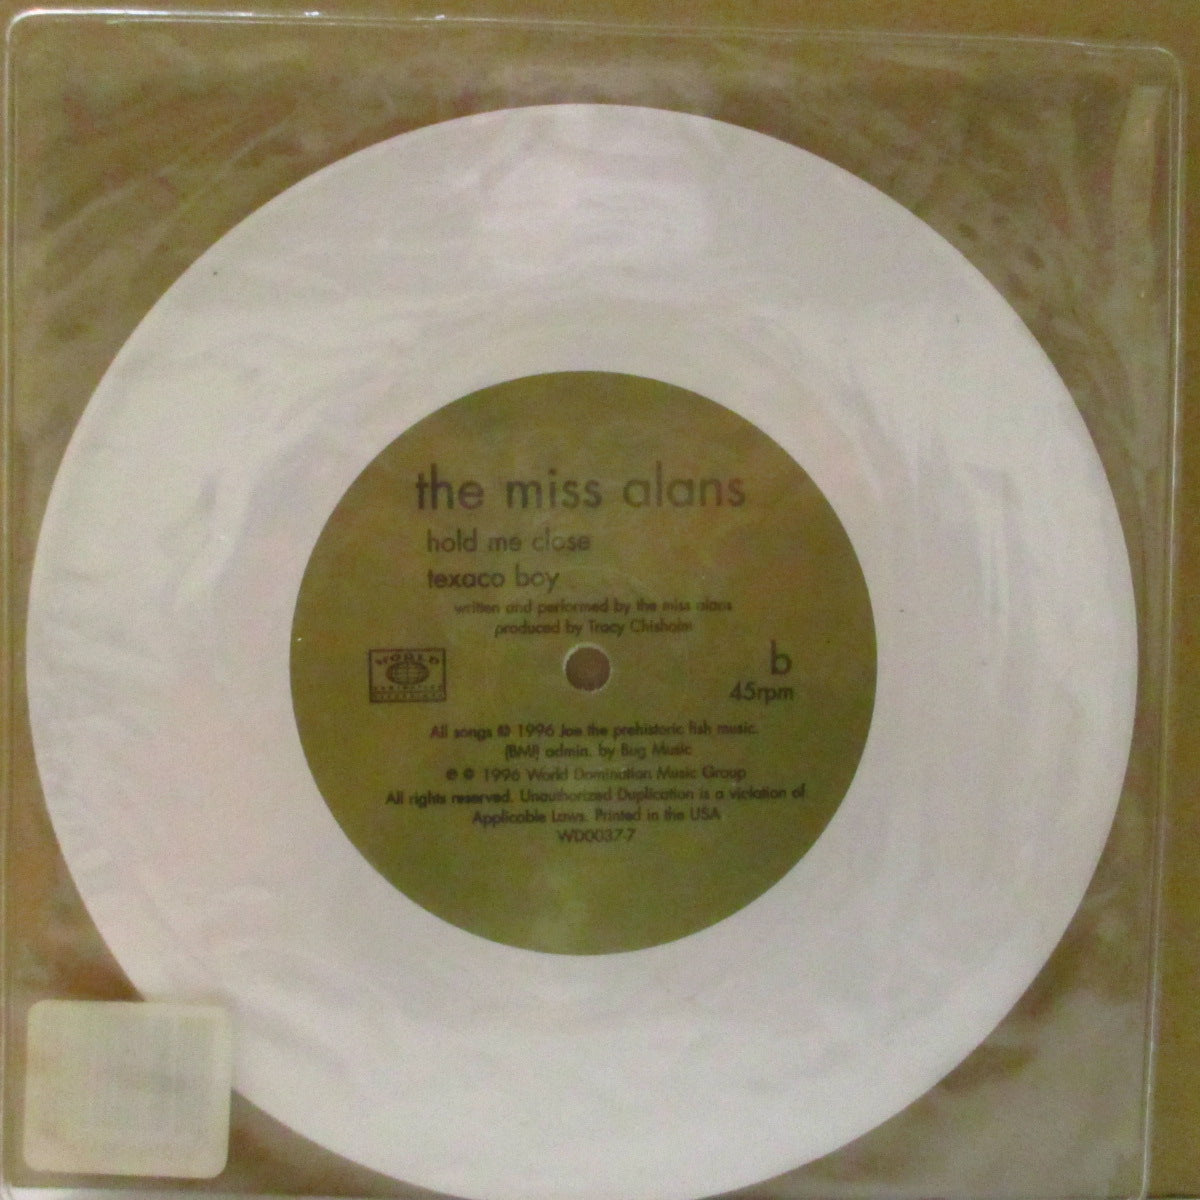 the miss alans
hold me close
texaco boy
written and performed by the miss alans
produced by Tracy Chisholm
WORLD
b
45rpm
All songs © 1996 Joe the prehistoric fish music.
(BMI) admin. by Bug Music
℗ © 1996 World Domination Music Group
All rights reserved. Unauthorized Duplication is a violation of
Applicable Laws. Printed in the USA
WD0037-7